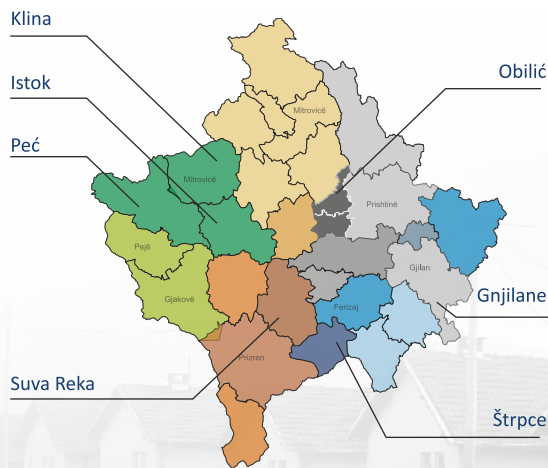 Klina
Istok
Peć
Obilić
Mitrovicë
Mitrovicë
Prishtinë
Pejë
Gjilan
Gjakovë
Ferizaj
Gnjilane
Prizren
Suva Reka
Štrpce